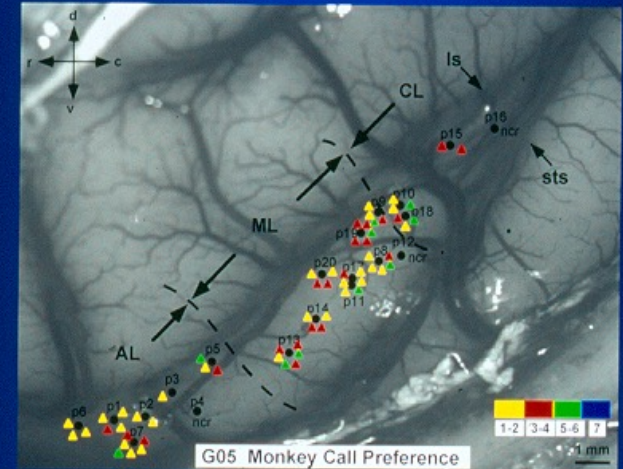 d
r c
v
ls
CL
p16
ncr
p15
sts
p9 p10
p18
p19
ML
p12
ncr
p8
p20
p17
p11
p14
p13
AL
p5
p3
p4
ncr
p6
p1
p2
p7
1-2 3-4 5-6 7
1 mm
G05 Monkey Call Preference